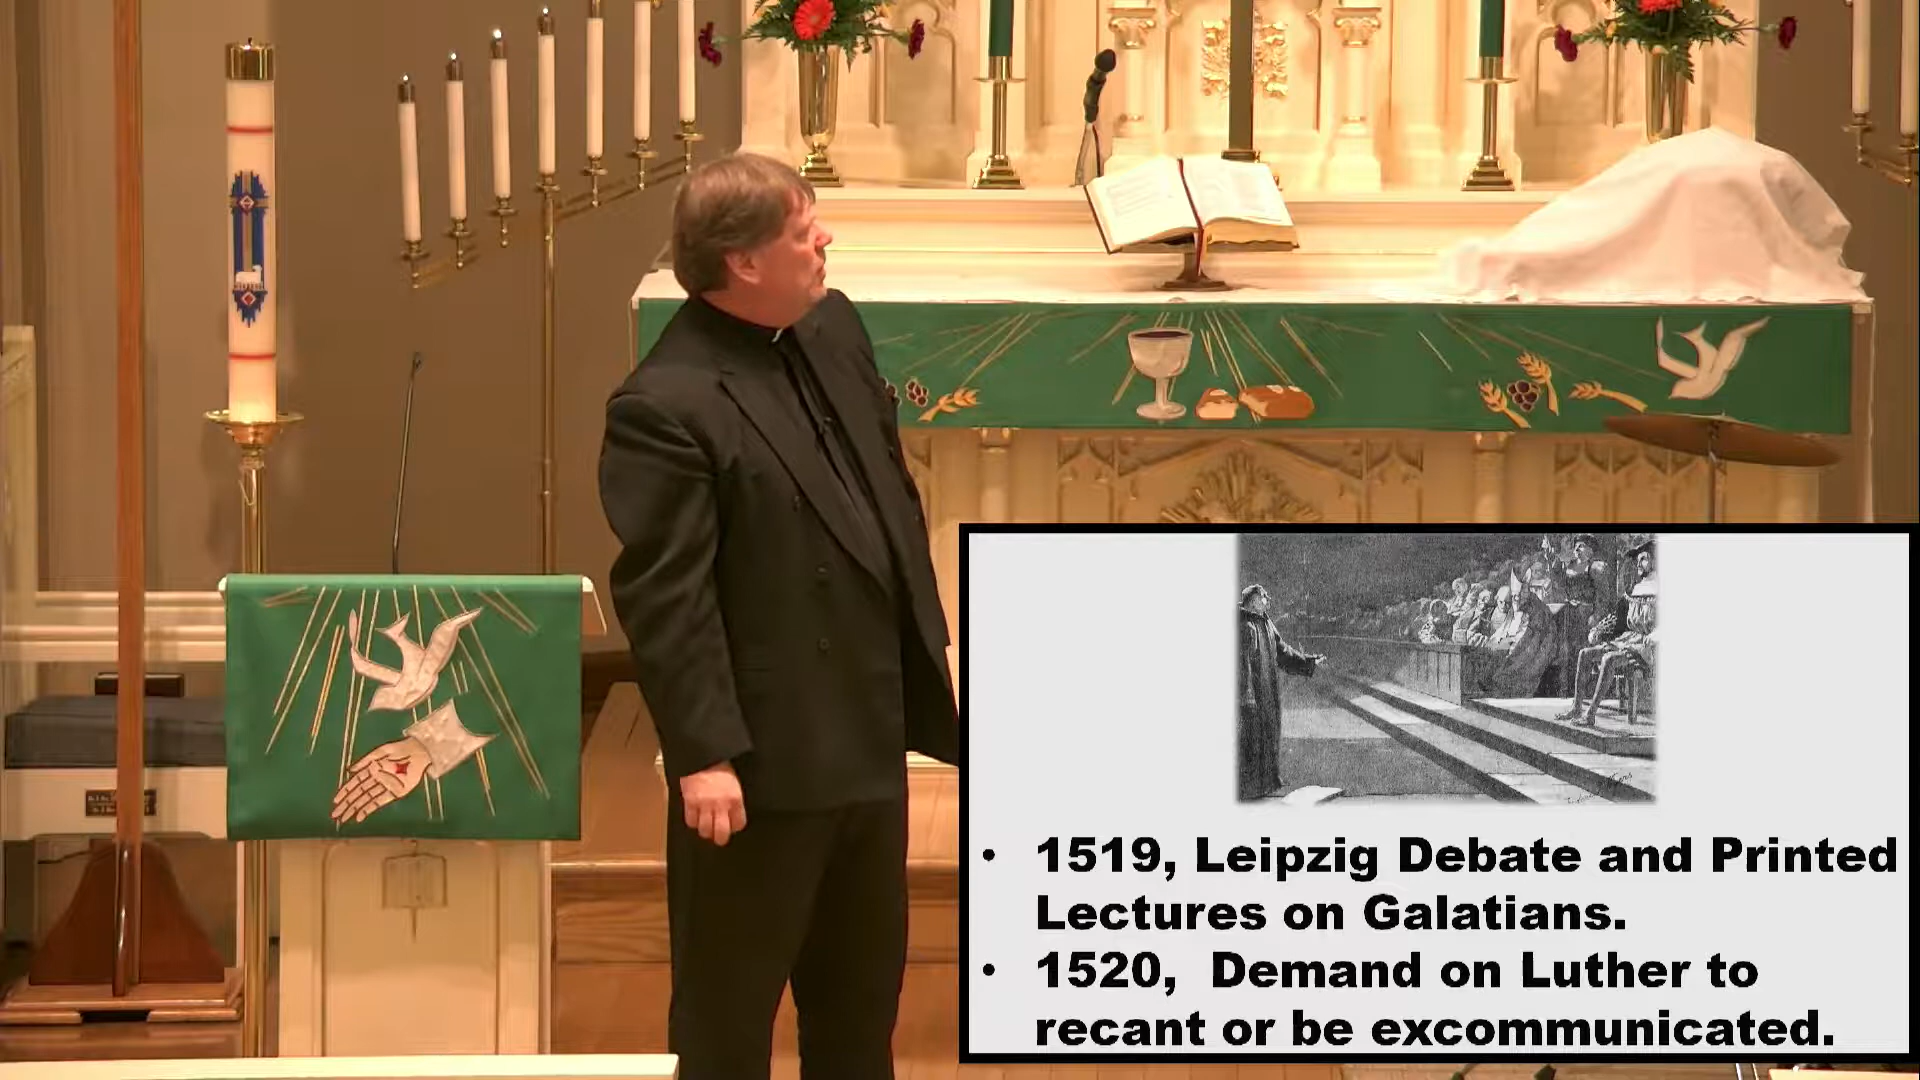 • 1519, Leipzig Debate and Printed
Lectures on Galatians.
• 1520, Demand on Luther to
recant or be excommunicated.